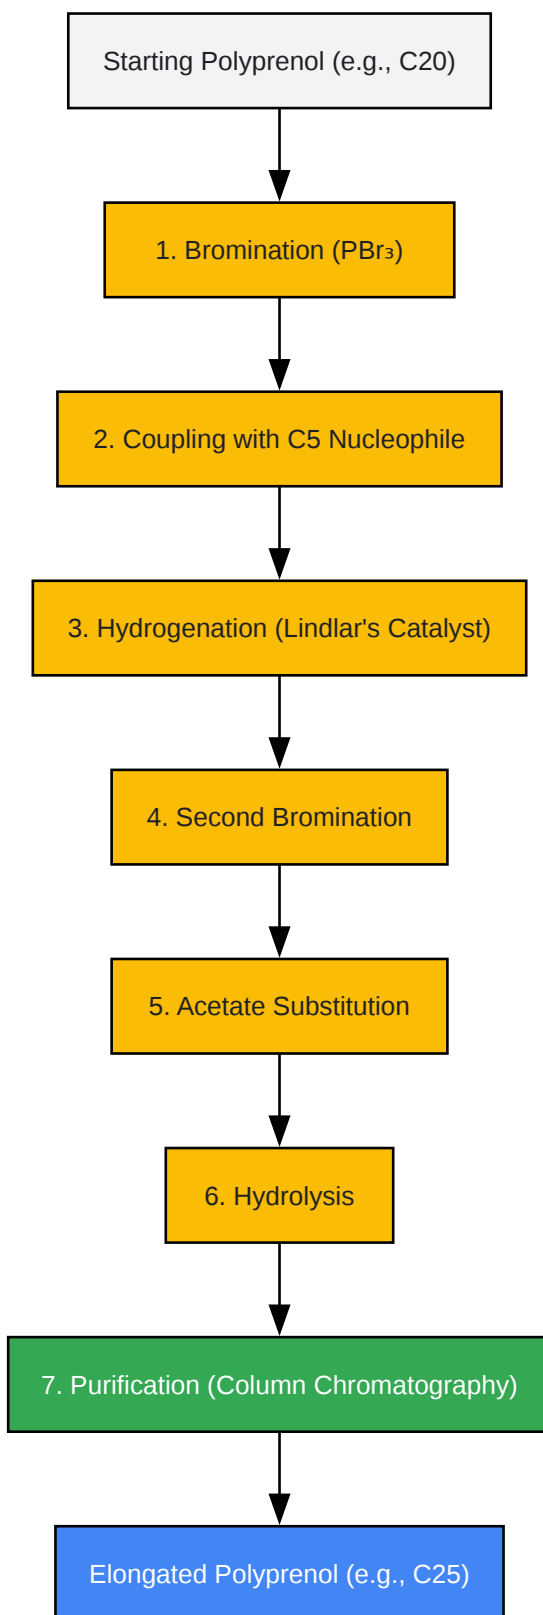 Starting Polyprenol (e.g., C20)
1. Bromination (PBr₃)
2. Coupling with C5 Nucleophile
3. Hydrogenation (Lindlar's Catalyst)
4. Second Bromination
5. Acetate Substitution
6. Hydrolysis
7. Purification (Column Chromatography)
Elongated Polyprenol (e.g., C25)